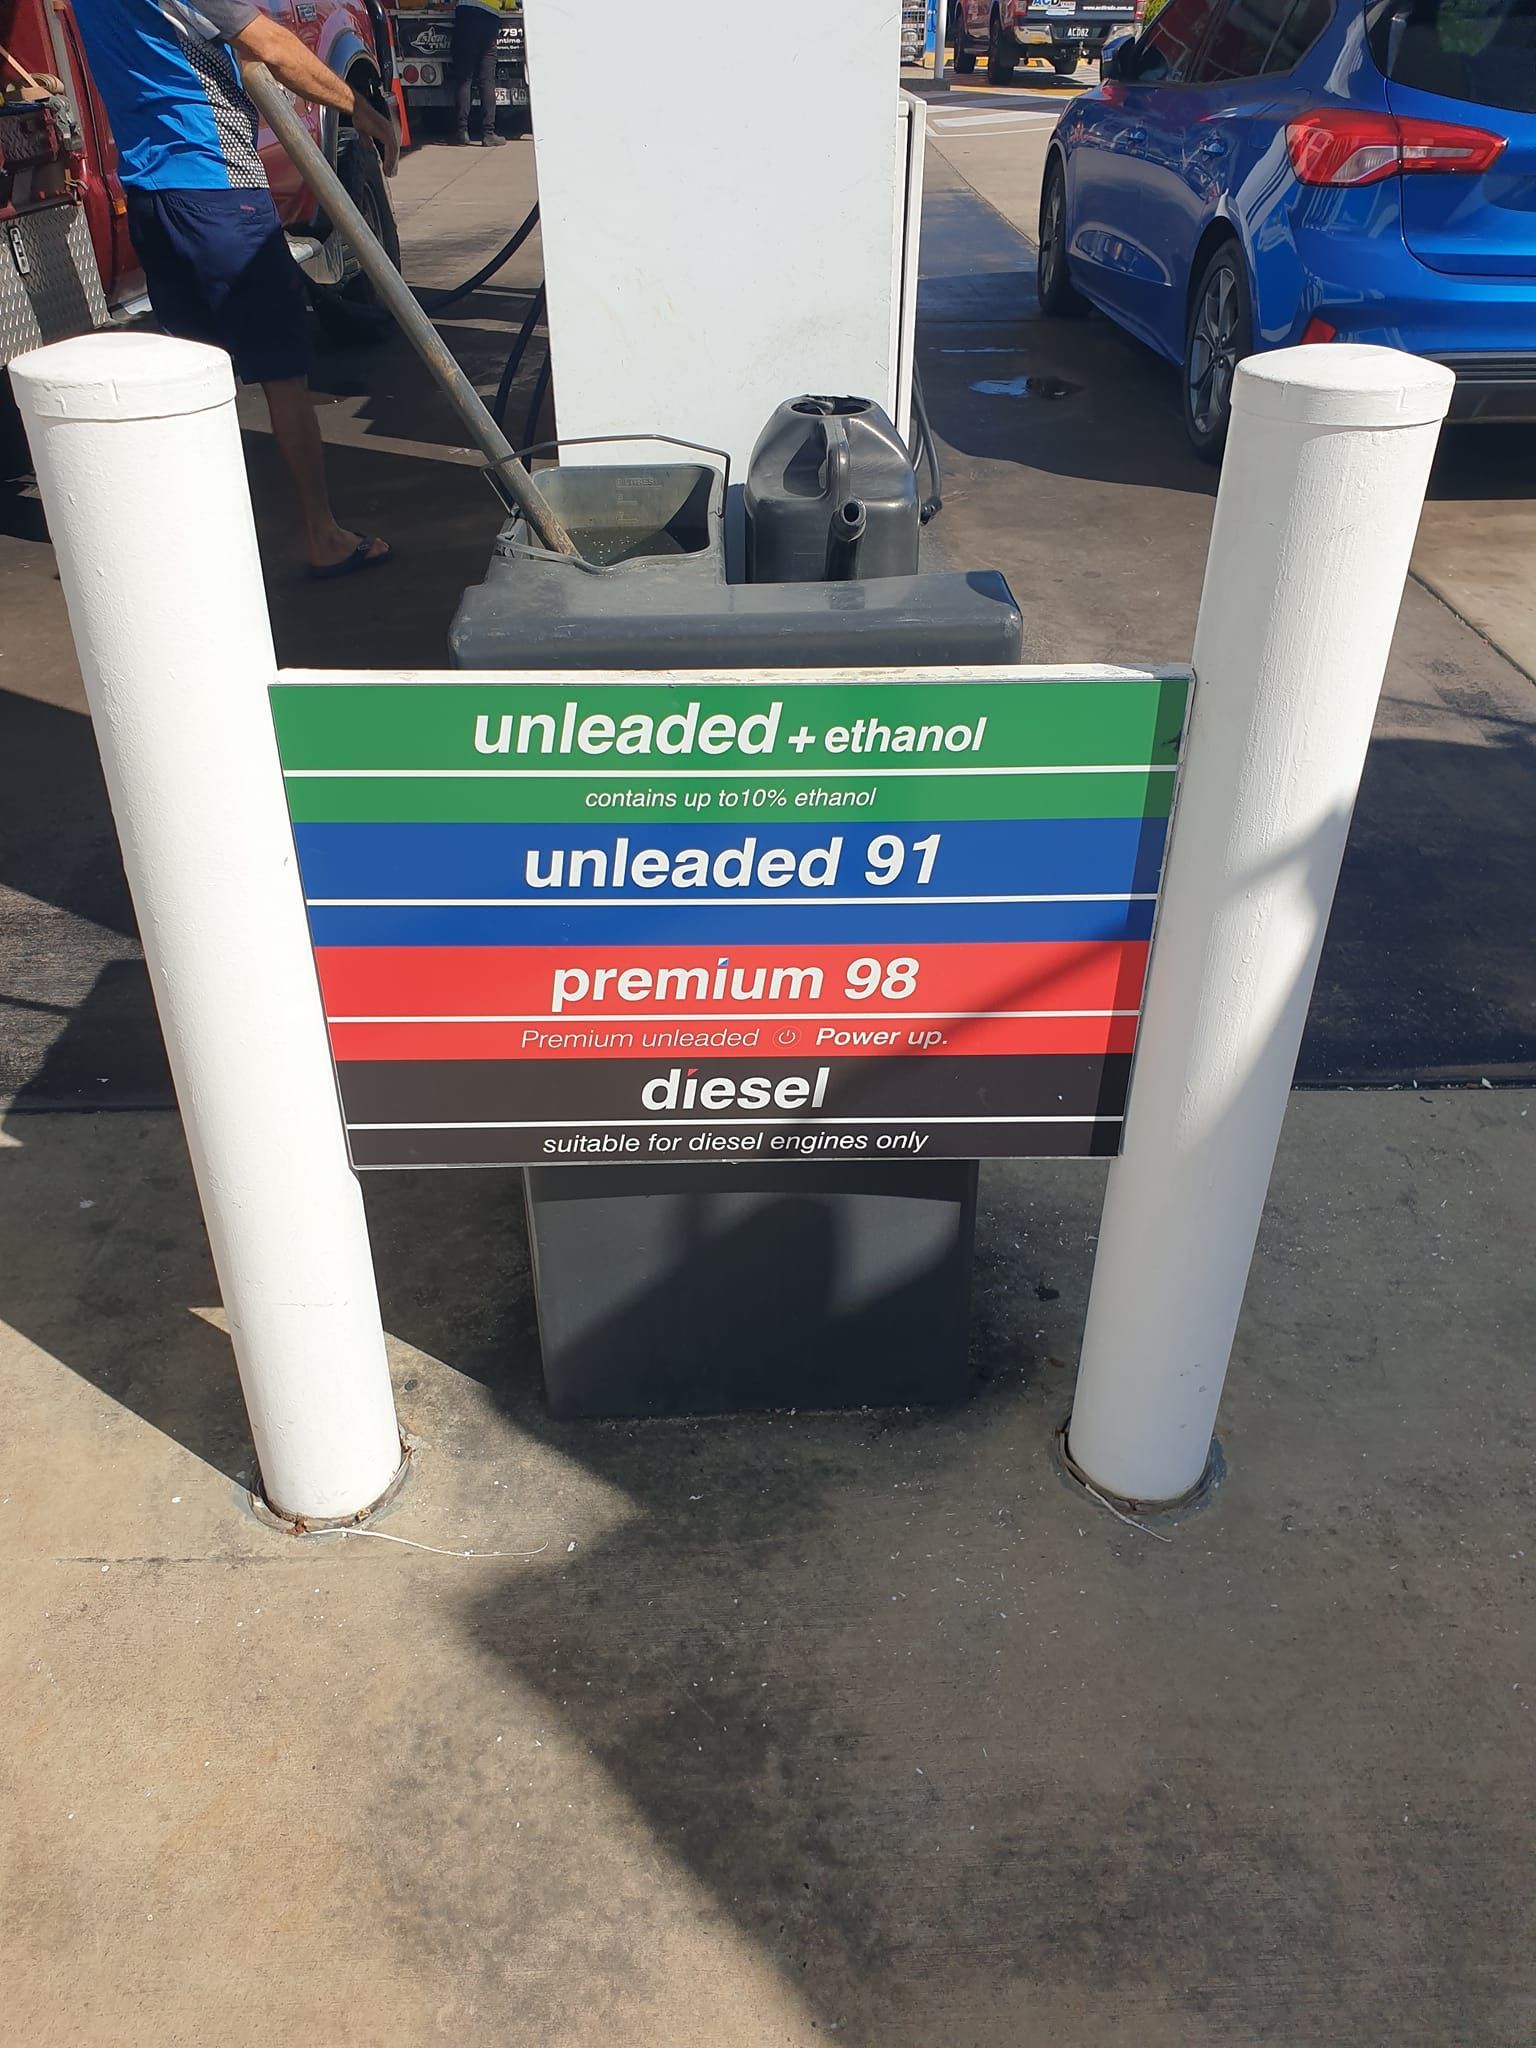 ACDB2
unleaded + ethanol
contains up to10% ethanol
unleaded 91
premium 98
Premium unleaded Power up.
diesel
suitable for diesel engines only